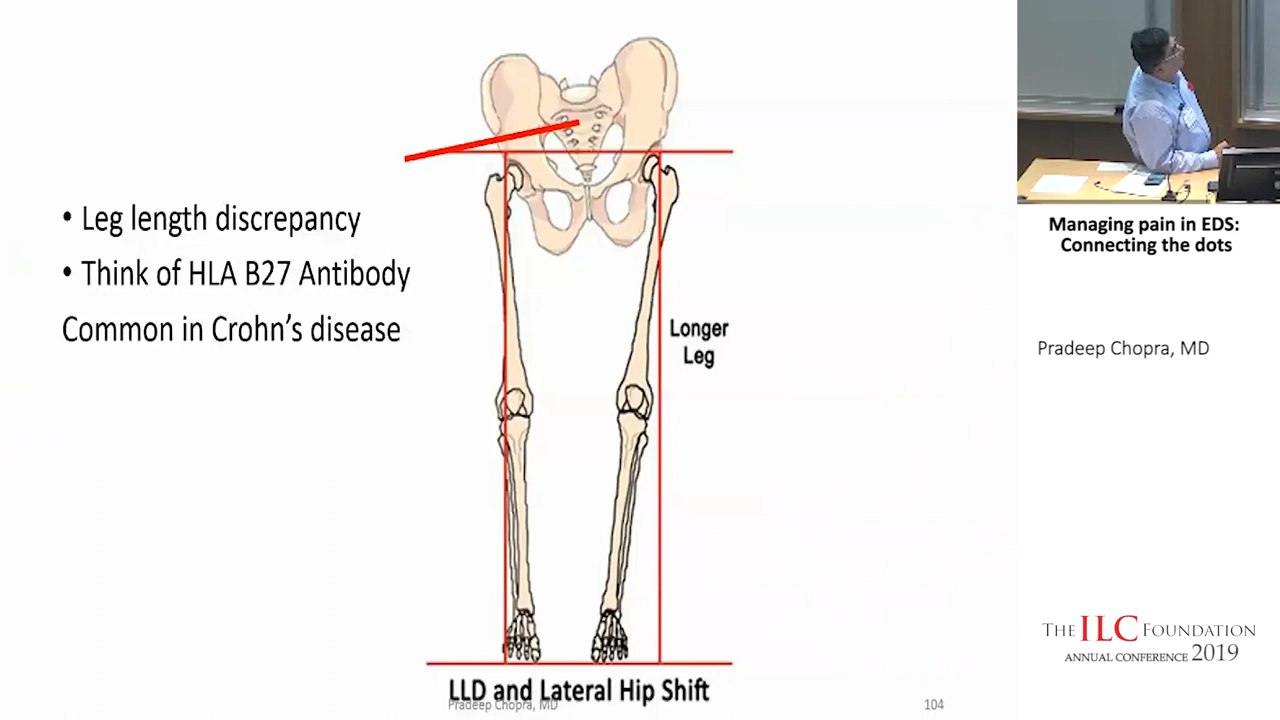 • Leg length discrepancy
• Think of HLA B27 Antibody
Common in Crohn's disease
Longer
Leg
LLD and Lateral Hip Shift
Pradeep Chopra, MD
104
Managing pain in EDS:
Connecting the dots
Pradeep Chopra, MD
THE ILC FOUNDATION
ANNUAL CONFERENCE 2019